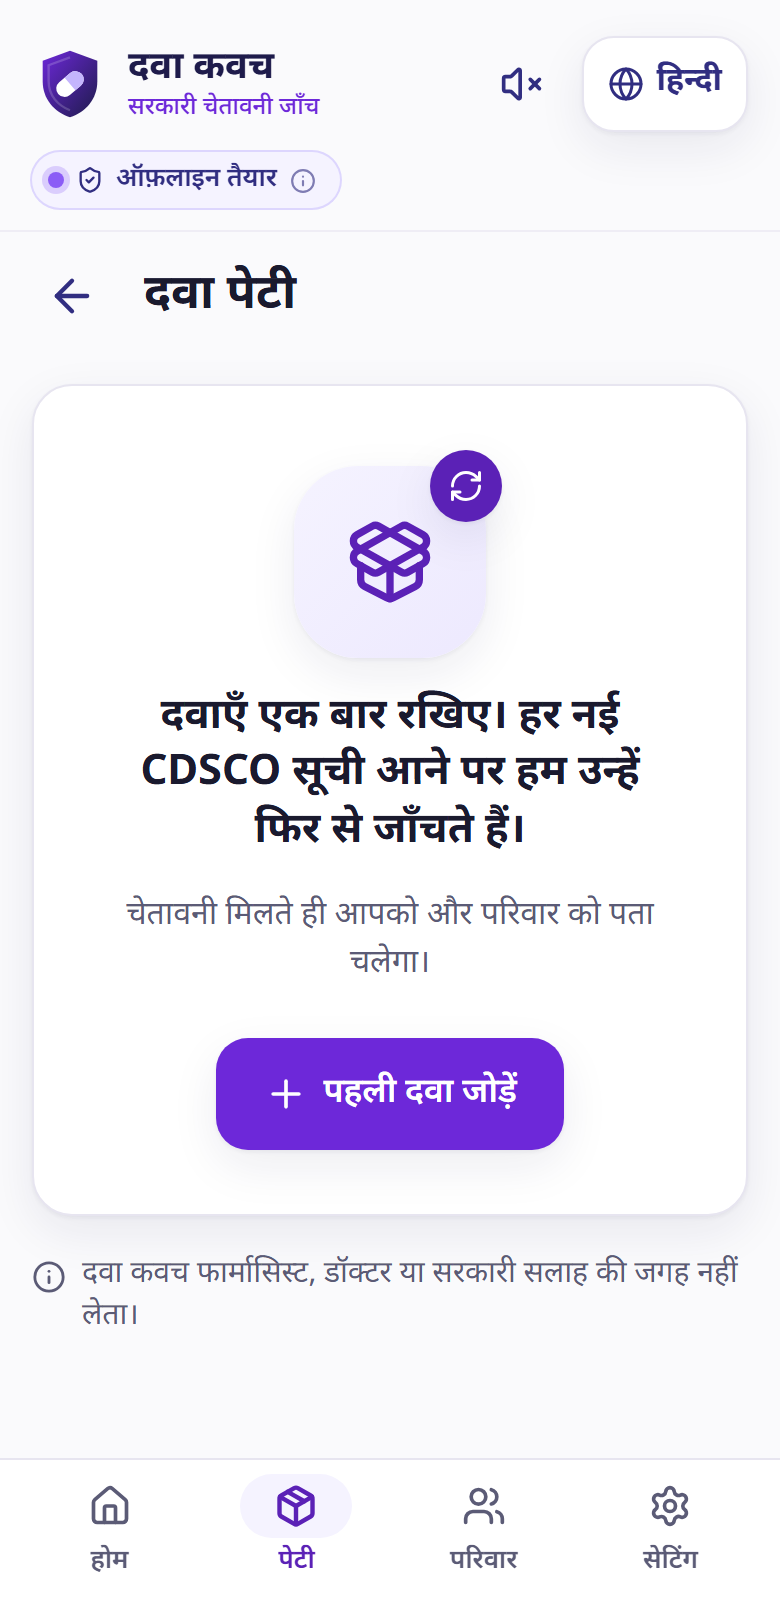 दवा कवच
सरकारी चेतावनी जाँच
हिन्दी
ऑफ़लाइन तैयार
दवा पेटी
दवाएँ एक बार रखिए। हर नई
CDSCO सूची आने पर हम उन्हें
फिर से जाँचते हैं।
चेतावनी मिलते ही आपको और परिवार को पता
चलेगा।
पहली दवा जोड़ें
दवा कवच फार्मासिस्ट, डॉक्टर या सरकारी सलाह की जगह नहीं
लेता।
होम
पेटी
परिवार
सेटिंग